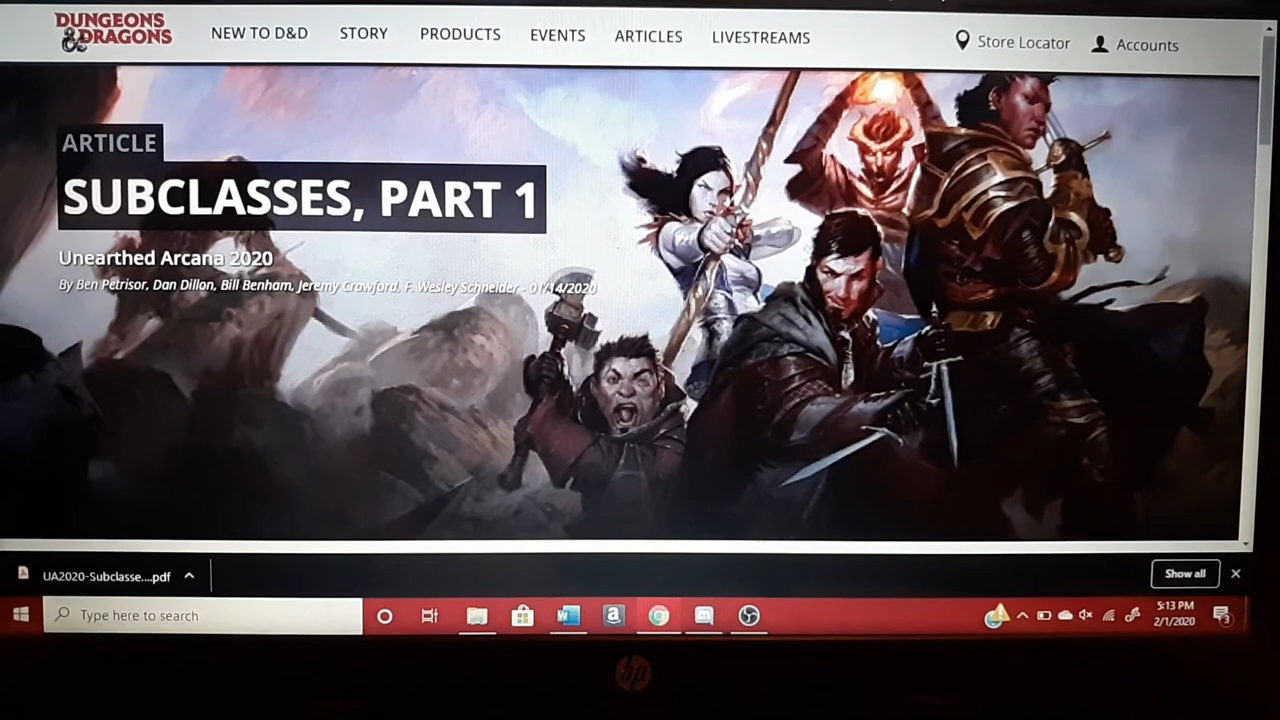 DUNGEONS
& DRAGONS
NEW TO D&D STORY PRODUCTS EVENTS ARTICLES LIVESTREAMS Store Locator Accounts
ARTICLE
SUBCLASSES, PART 1
Unearthed Arcana 2020
By Ben Petrisor, Dan Dillon, Bill Benham, Jeremy Crawford, F. Wesley Schneider - 01/14/2020
UA2020-Subclasse....pdf Show all
Type here to search
5:13 PM
2/1/2020
3
hp